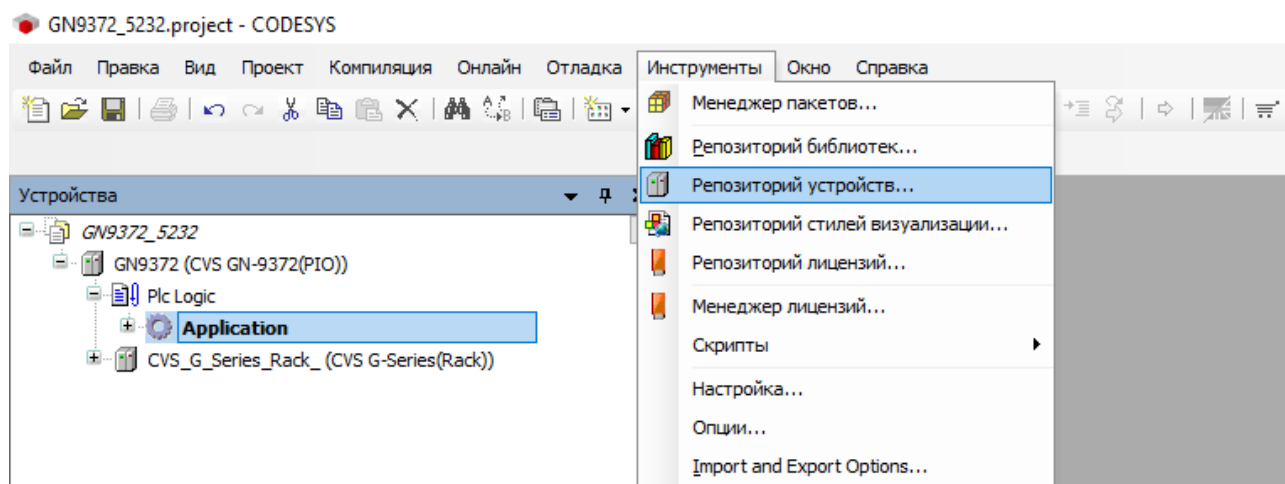 GN9372_5232.project - CODESYS
Файл Правка Вид Проект Компиляция Онлайн Отладка Инструменты Окно Справка
Менеджер пакетов...
Репозиторий библиотек...
Репозиторий устройств...
Репозиторий стилей визуализации...
Репозиторий лицензий...
Менеджер лицензий...
Скрипты
Настройка...
Опции...
Import and Export Options...
Устройства
GN9372_5232
GN9372 (CVS GN-9372(PIO))
Plc Logic
Application
CVS_G_Series_Rack_ (CVS G-Series(Rack))